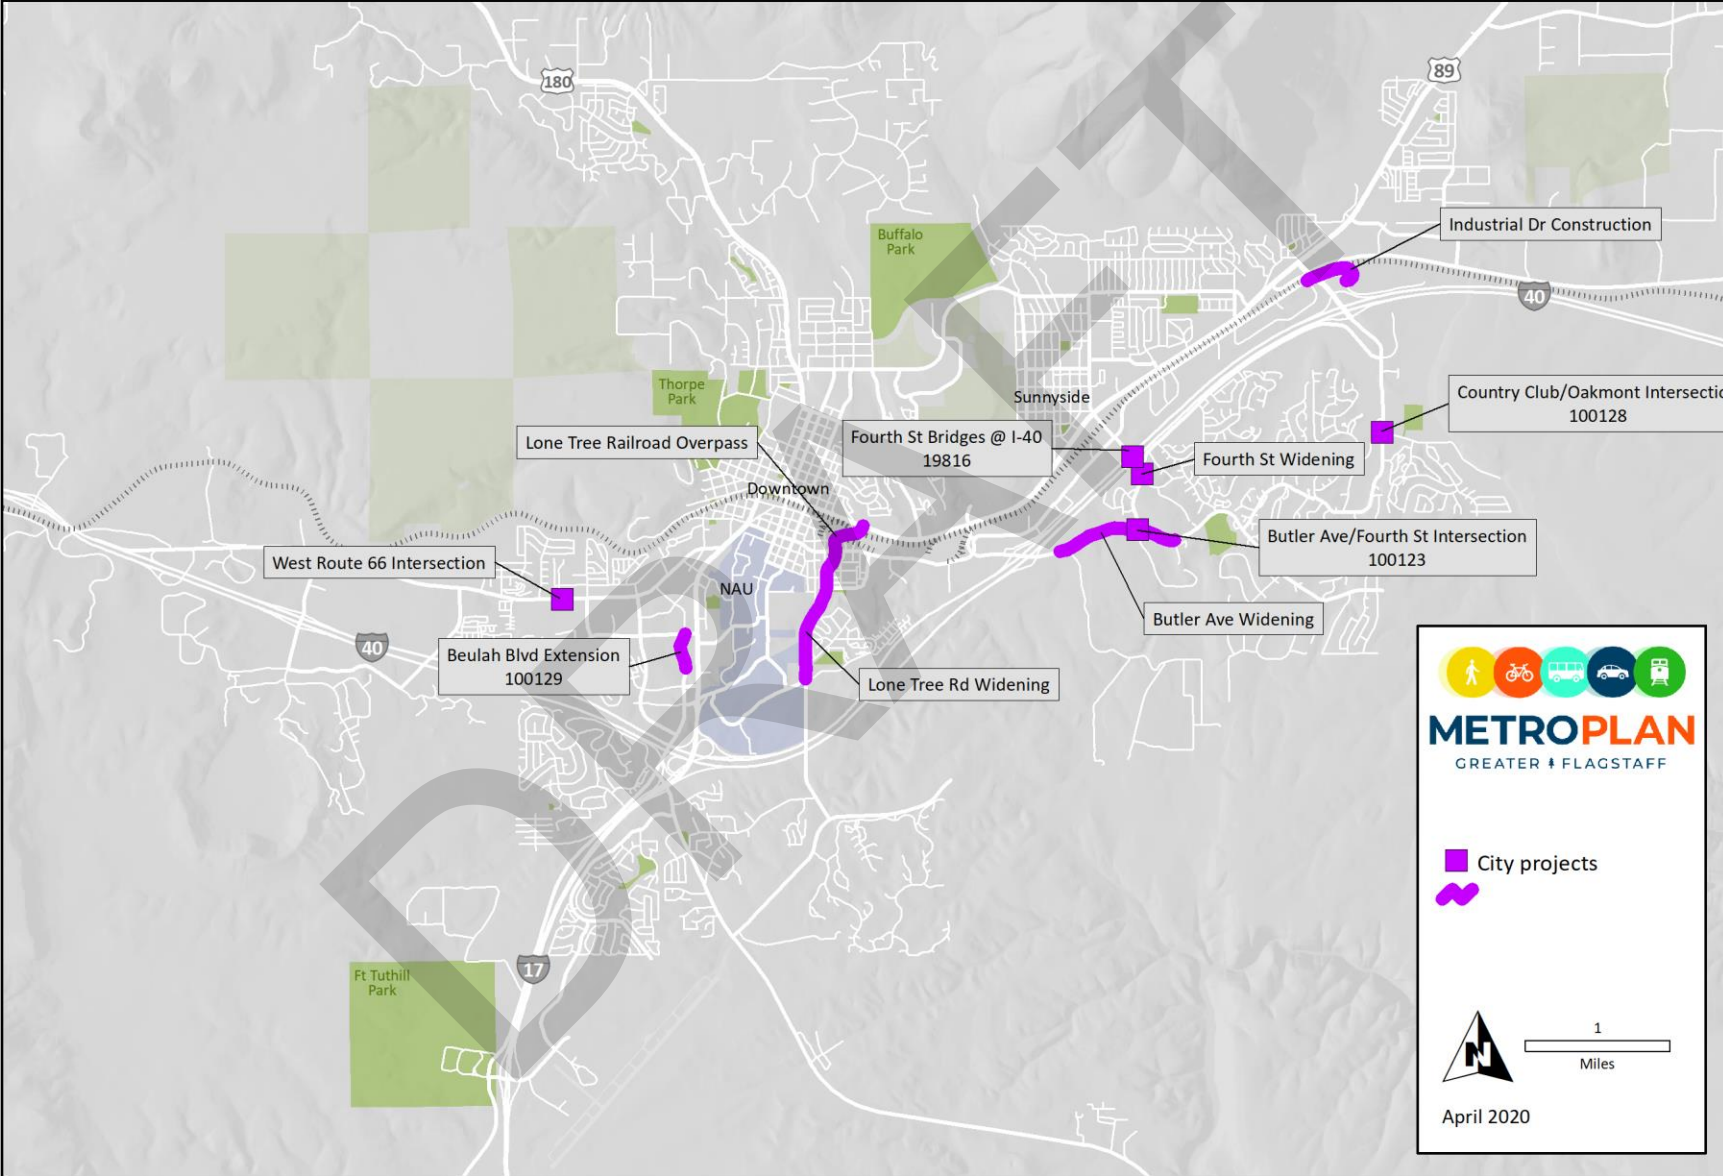 180
89
Buffalo
Park
Industrial Dr Construction
40
Thorpe
Park
Sunnyside
Country Club/Oakmont Intersectio
100128
Lone Tree Railroad Overpass
Fourth St Bridges @ I-40
19816
Fourth St Widening
Downtown
West Route 66 Intersection
Butler Ave/Fourth St Intersection
100123
NAU
Butler Ave Widening
40
Beulah Blvd Extension
100129
Lone Tree Rd Widening
METROPLAN
GREATER FLAGSTAFF
City projects
Ft Tuthill
Park
17
N
1
Miles
April 2020
DRAFT